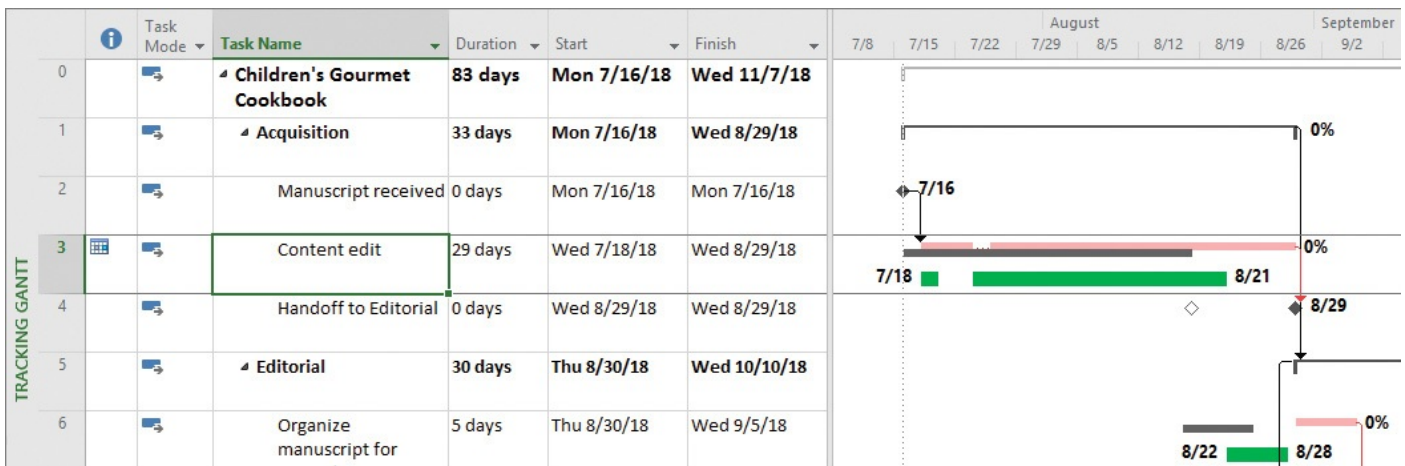 August September
Task
Mode Task Name Duration Start Finish 7/8 7/15 7/22 7/29 8/5 8/12 8/19 8/26 9/2
0 Children's Gourmet 83 days Mon 7/16/18 Wed 11/7/18
Cookbook
1 Acquisition 33 days Mon 7/16/18 Wed 8/29/18 0%
2 Manuscript received 0 days Mon 7/16/18 Mon 7/16/18 7/16
3 Content edit 29 days Wed 7/18/18 Wed 8/29/18 0%
7/18 8/21
4 Handoff to Editorial 0 days Wed 8/29/18 Wed 8/29/18 8/29
5 Editorial 30 days Thu 8/30/18 Wed 10/10/18
6 Organize 5 days Thu 8/30/18 Wed 9/5/18 0%
manuscript for 8/22 8/28
TRACKING GANTT